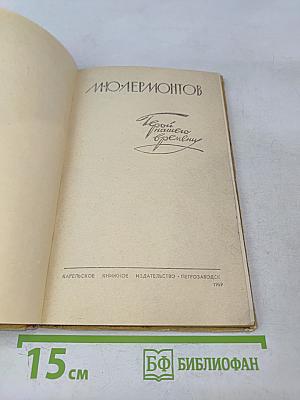 М·Ю·ЛЕРМОНТОВ
Герой
нашего
времени
КАРЕЛЬСКОЕ КНИЖНОЕ ИЗДАТЕЛЬСТВО · ПЕТРОЗАВОДСК
15 см
БФ БИБЛИОФАН